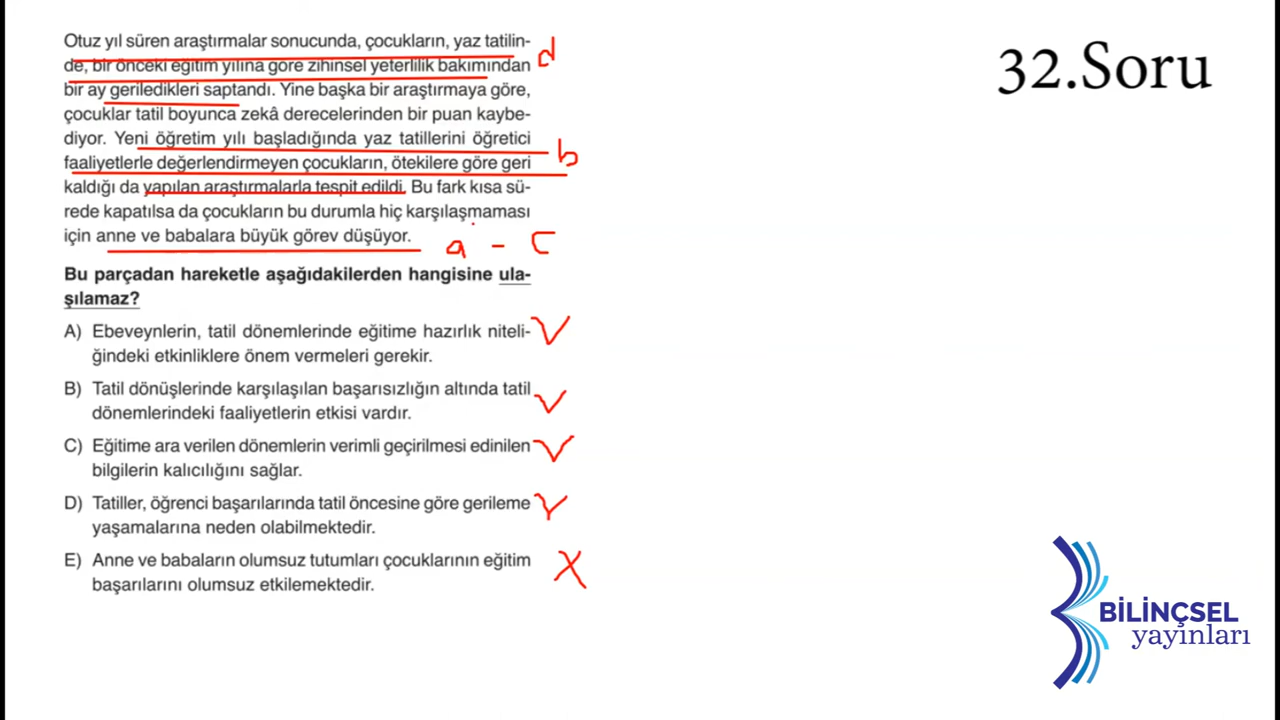 32.Soru
Otuz yıl süren araştırmalar sonucunda, çocukların, yaz tatilin-
de, bir önceki eğitim yılına göre zihinsel yeterlilik bakımından
d
bir ay geriledikleri saptandı. Yine başka bir araştırmaya göre,
çocuklar tatil boyunca zekâ derecelerinden bir puan kaybe-
diyor. Yeni öğretim yılı başladığında yaz tatillerini öğretici
faaliyetlerle değerlendirmeyen çocukların, ötekilere göre geri
b
kaldığı da yapılan araştırmalarla tespit edildi. Bu fark kısa sü-
rede kapatılsa da çocukların bu durumla hiç karşılaşmaması
için anne ve babalara büyük görev düşüyor.
a - c
Bu parçadan hareketle aşağıdakilerden hangisine ula-
şılamaz?
A) Ebeveynlerin, tatil dönemlerinde eğitime hazırlık niteli-
ğindeki etkinliklere önem vermeleri gerekir.
B) Tatil dönüşlerinde karşılaşılan başarısızlığın altında tatil
dönemlerindeki faaliyetlerin etkisi vardır.
C) Eğitime ara verilen dönemlerin verimli geçirilmesi edinilen
bilgilerin kalıcılığını sağlar.
D) Tatiller, öğrenci başarılarında tatil öncesine göre gerileme
yaşamalarına neden olabilmektedir.
E) Anne ve babaların olumsuz tutumları çocuklarının eğitim
başarılarını olumsuz etkilemektedir.
BİLİNÇSEL
yayınları